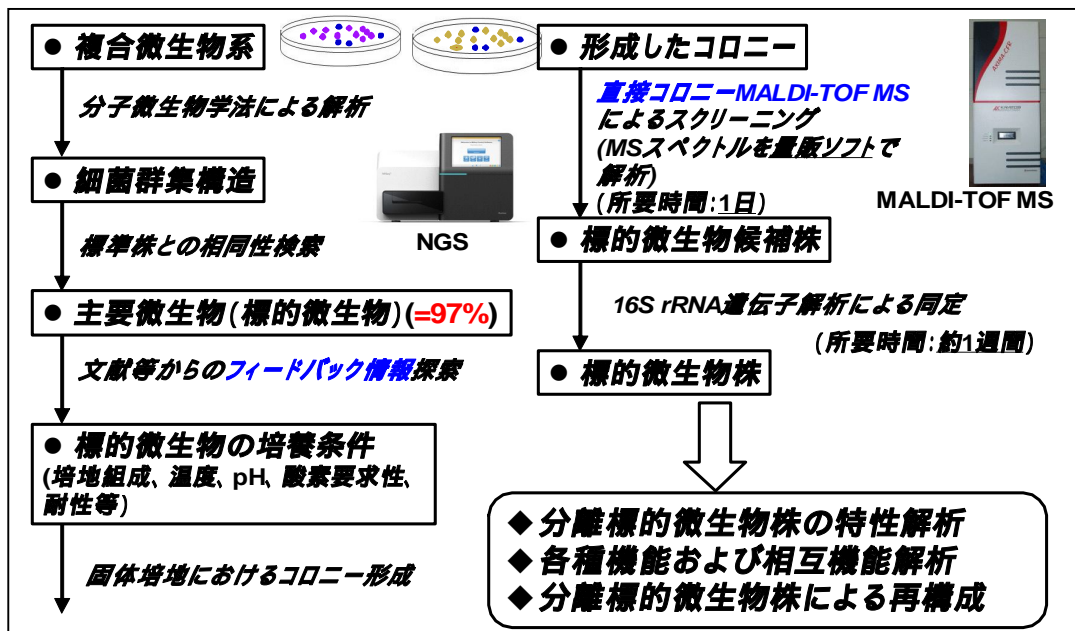 ● 複合微生物系
分子微生物学法による解析
● 細菌群集構造
NGS
標準株との相同性検索
● 主要微生物(標的微生物)(=97%)
文献等からのフィードバック情報探索
● 標的微生物の培養条件
(培地組成、温度、pH、酸素要求性、
耐性等)
固体培地におけるコロニー形成
● 形成したコロニー
直接コロニーMALDI-TOF MS
によるスクリーニング
(MSスペクトルを量販ソフトで
解析)
(所要時間:1日)
MALDI-TOF MS
● 標的微生物候補株
16S rRNA遺伝子解析による同定
(所要時間:約1週間)
● 標的微生物株
◆分離標的微生物株の特性解析
◆各種機能および相互機能解析
◆分離標的微生物株による再構成